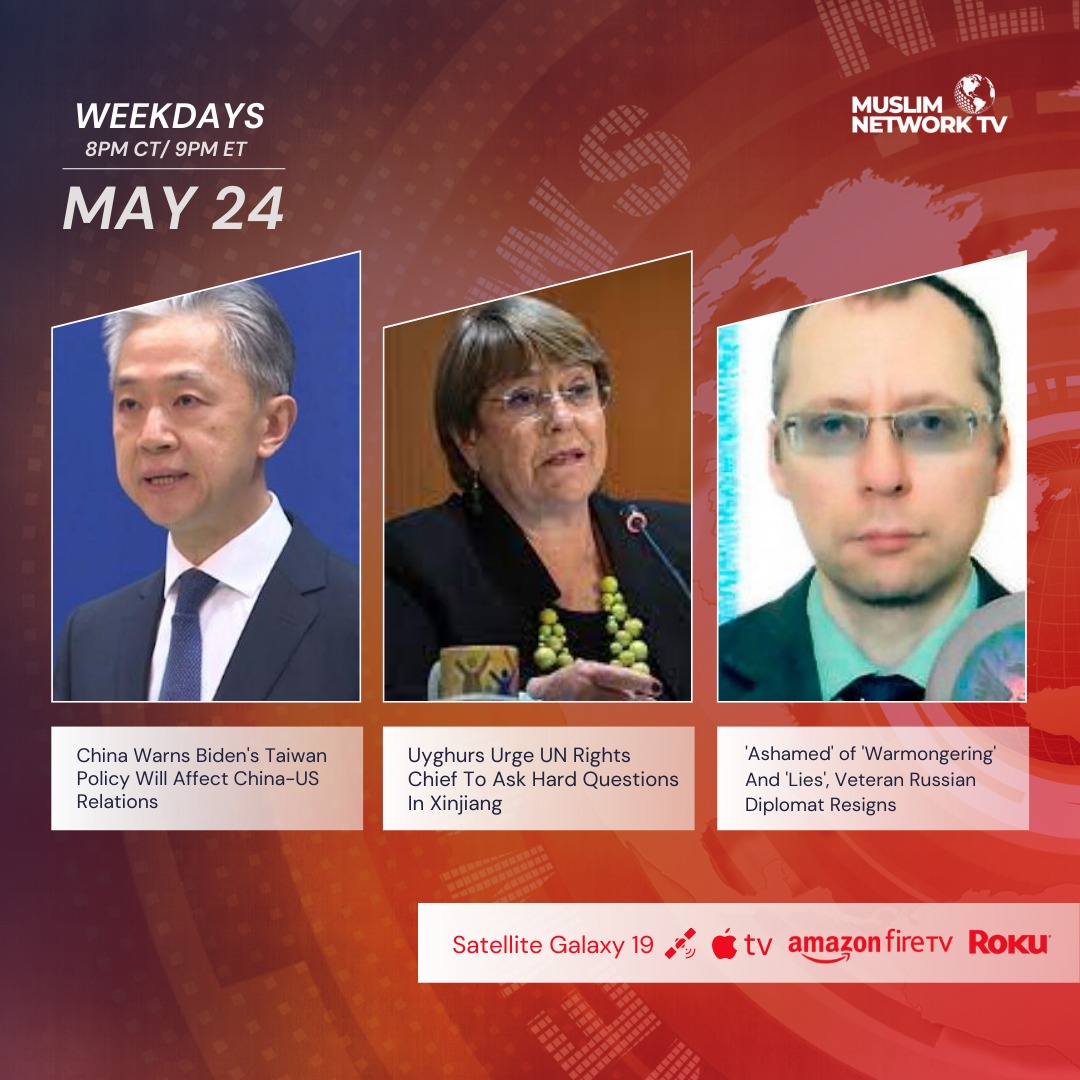 WEEKDAYS
8PM CT/ 9PM ET
MAY 24
MUSLIM
NETWORK TV
NEWS
China Warns Biden's Taiwan
Policy Will Affect China-US
Relations
Uyghurs Urge UN Rights
Chief To Ask Hard Questions
In Xinjiang
'Ashamed' of 'Warmongering'
And 'Lies', Veteran Russian
Diplomat Resigns
Satellite Galaxy 19
tv
amazon fireTV
ROKU